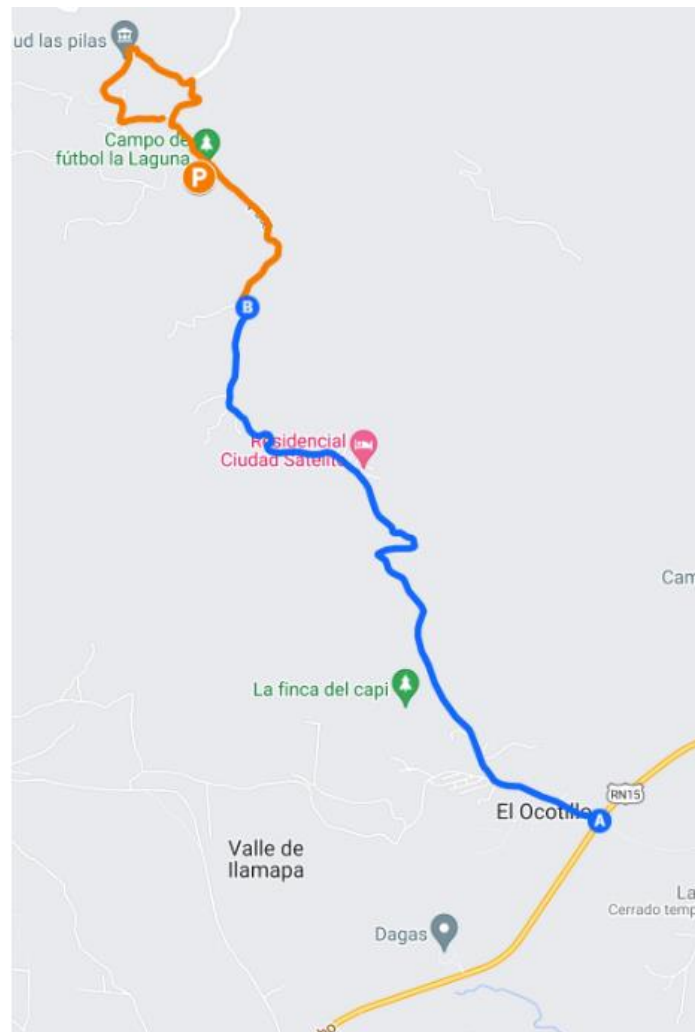 ud las pilas
Campo de
fútbol la Laguna
P
B
Residencial
Ciudad Satelite
Cam
La finca del capi
RN15
El Ocotillo
A
Valle de
Ilamapa
La
Cerrado temp
Dagas